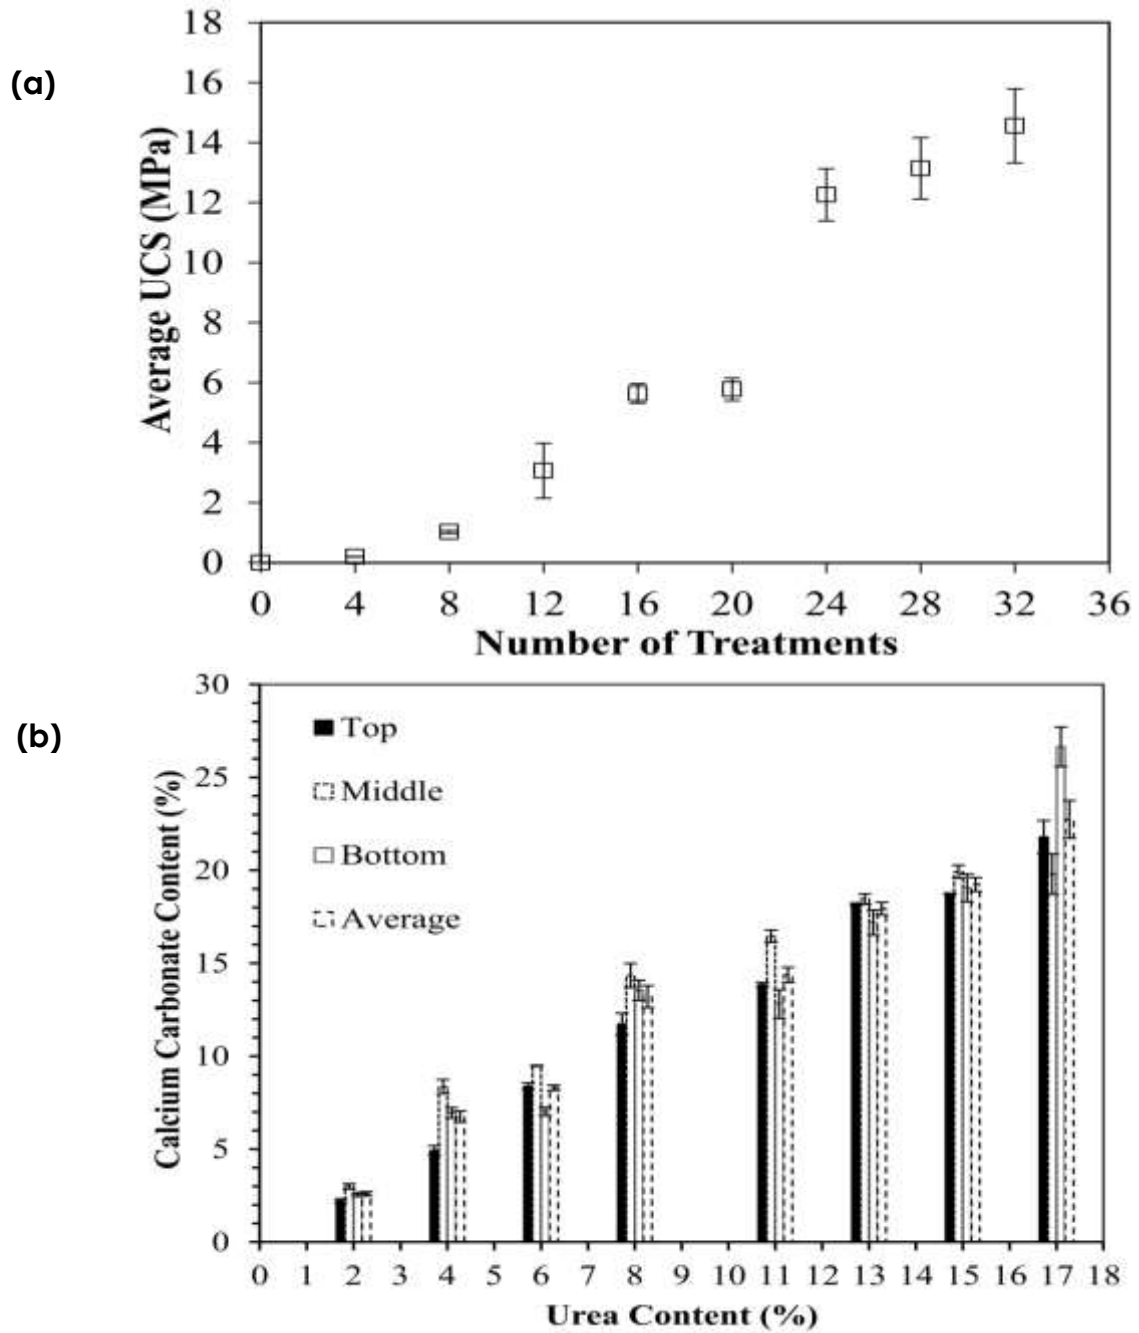 (a)
Average UCS (MPa)
18
16
14
12
10
8
6
4
2
0
0 4 8 12 16 20 24 28 32 36
Number of Treatments
(b)
Calcium Carbonate Content (%)
30
25
20
15
10
5
0
Top
Middle
Bottom
Average
0 1 2 3 4 5 6 7 8 9 10 11 12 13 14 15 16 17 18
Urea Content (%)